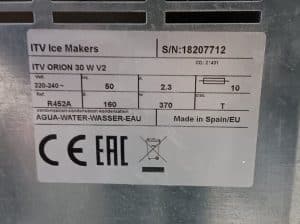 ITV Ice Makers S/N:18207712
ITV ORION 30 W V2
220-240~ 50 2.3 10
R452A 160 370 T
AGUA-WATER-WASSER-EAU Made in Spain/EU
CE EAC